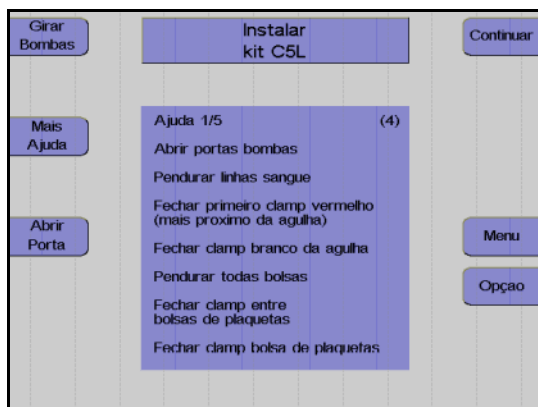 Girar
Bombas
Instalar
kit C5L
Continuar
Mais
Ajuda
Ajuda 1/5 (4)
Abrir portas bombas
Pendurar linhas sangue
Fechar primeiro clamp vermelho
(mais proximo da agulha)
Abrir
Porta
Fechar clamp branco da agulha
Menu
Pendurar todas bolsas
Opçao
Fechar clamp entre
bolsas de plaquetas
Fechar clamp bolsa de plaquetas